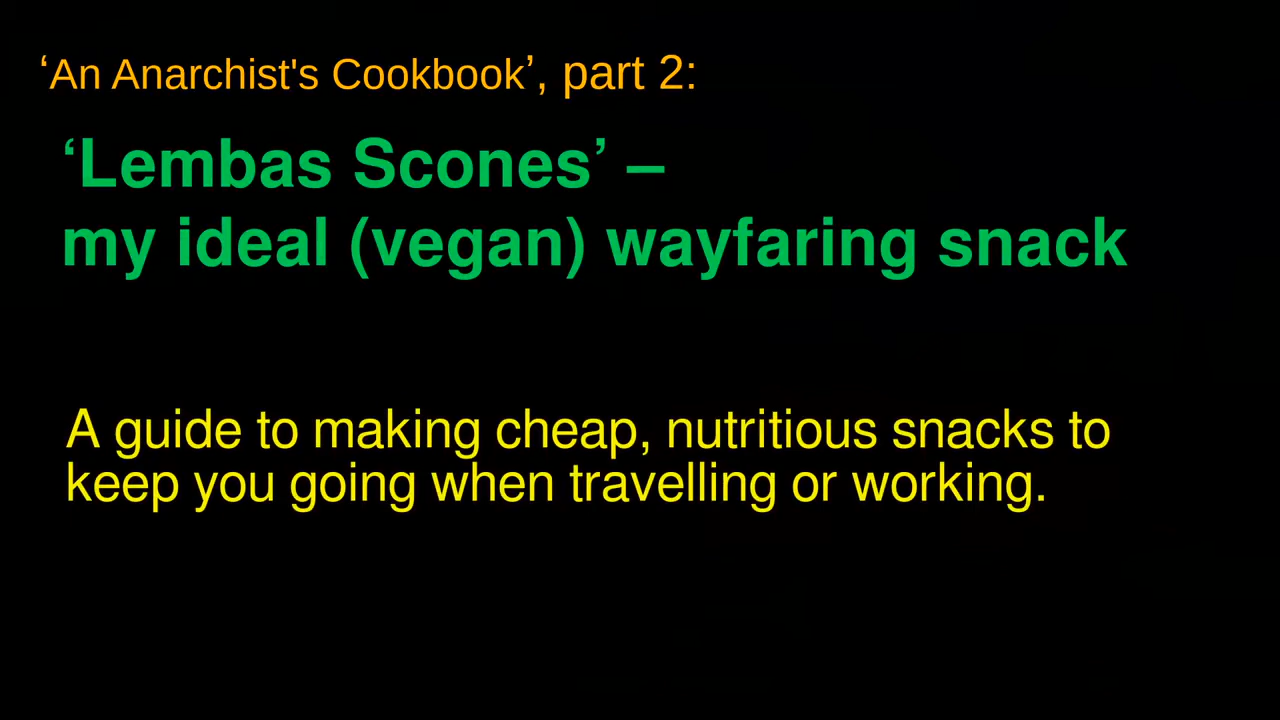 ‘An Anarchist's Cookbook’, part 2:
‘Lembas Scones’ –
my ideal (vegan) wayfaring snack
A guide to making cheap, nutritious snacks to
keep you going when travelling or working.